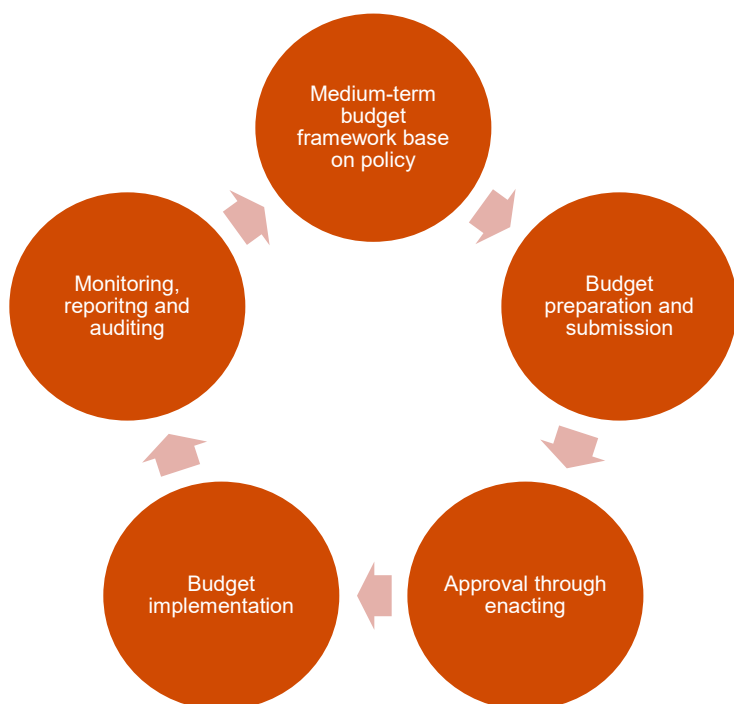 Medium-term
budget
framework base
on policy
Budget
preparation and
submission
Approval through
enacting
Budget
implementation
Monitoring,
reporitng and
auditing